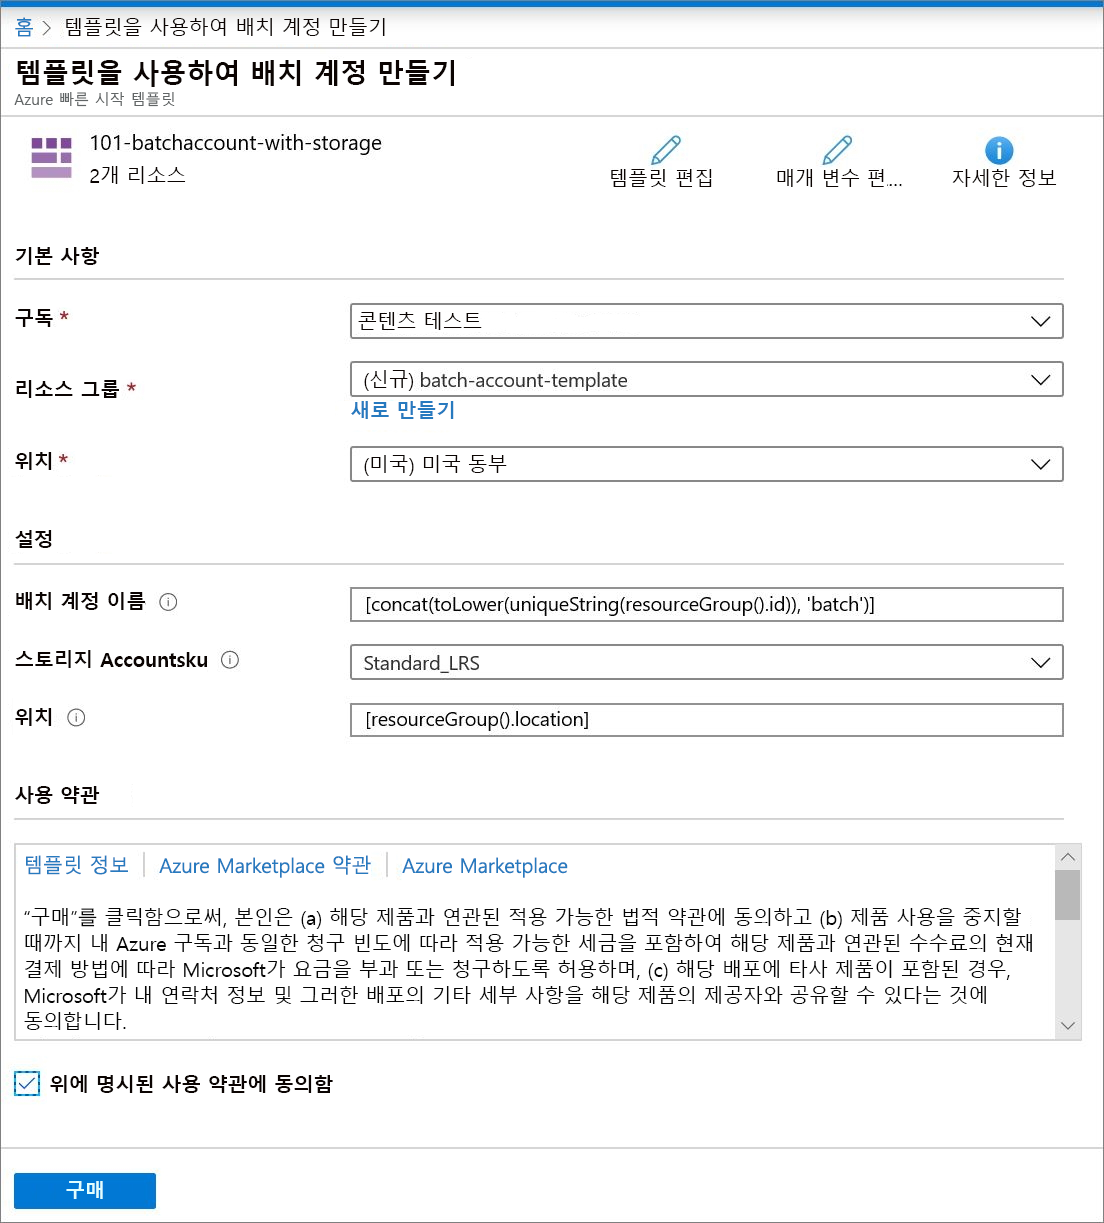 홈 > 템플릿을 사용하여 배치 계정 만들기
템플릿을 사용하여 배치 계정 만들기
Azure 빠른 시작 템플릿
101-batchaccount-with-storage
2개 리소스
템플릿 편집
매개 변수 편...
자세한 정보
기본 사항
구독 *
콘텐츠 테스트
리소스 그룹 *
(신규) batch-account-template
새로 만들기
위치 *
(미국) 미국 동부
설정
배치 계정 이름
[concat(toLower(uniqueString(resourceGroup().id)), 'batch')]
스토리지 Accountsku
Standard_LRS
위치
[resourceGroup().location]
사용 약관
템플릿 정보 | Azure Marketplace 약관 | Azure Marketplace
“구매”를 클릭함으로써, 본인은 (a) 해당 제품과 연관된 적용 가능한 법적 약관에 동의하고 (b) 제품 사용을 중지할
때까지 내 Azure 구독과 동일한 청구 빈도에 따라 적용 가능한 세금을 포함하여 해당 제품과 연관된 수수료의 현재
결제 방법에 따라 Microsoft가 요금을 부과 또는 청구하도록 허용하며, (c) 해당 배포에 타사 제품이 포함된 경우,
Microsoft가 내 연락처 정보 및 그러한 배포의 기타 세부 사항을 해당 제품의 제공자와 공유할 수 있다는 것에
동의합니다.
위에 명시된 사용 약관에 동의함
구매